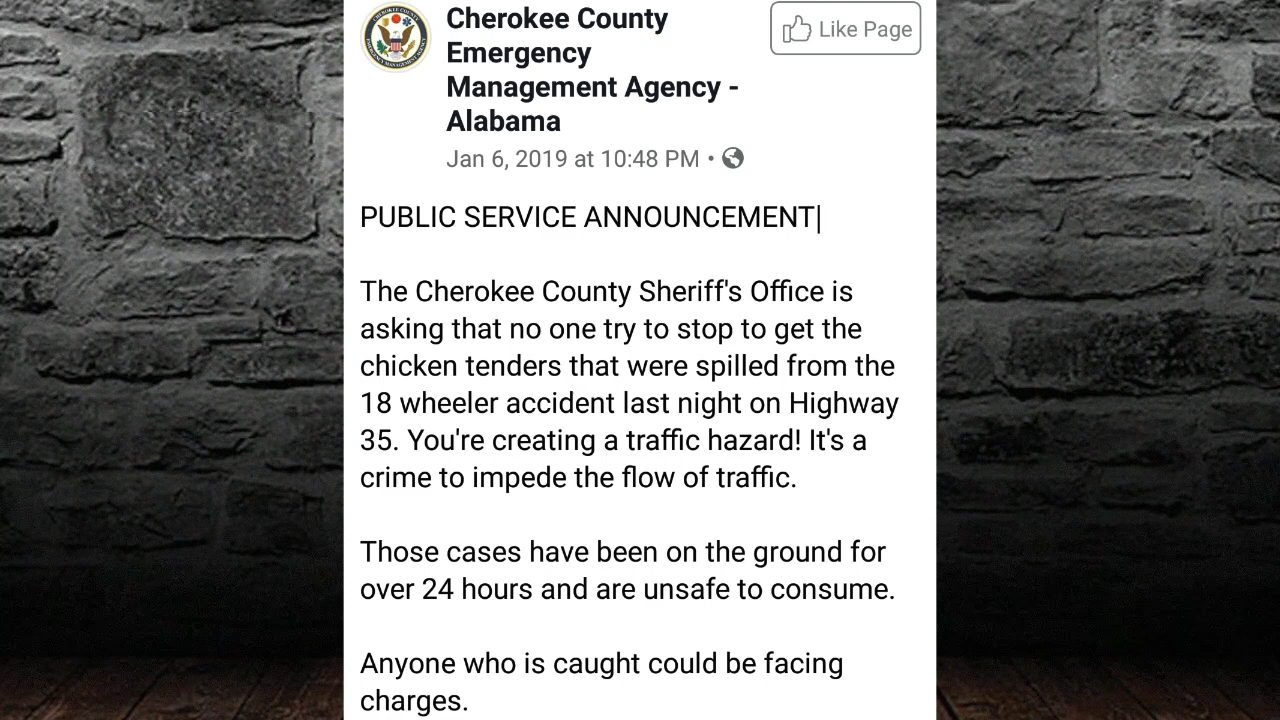 Cherokee County
Emergency
Management Agency -
Alabama
Like Page
Jan 6, 2019 at 10:48 PM •
PUBLIC SERVICE ANNOUNCEMENT|
The Cherokee County Sheriff's Office is
asking that no one try to stop to get the
chicken tenders that were spilled from the
18 wheeler accident last night on Highway
35. You're creating a traffic hazard! It's a
crime to impede the flow of traffic.
Those cases have been on the ground for
over 24 hours and are unsafe to consume.
Anyone who is caught could be facing
charges.